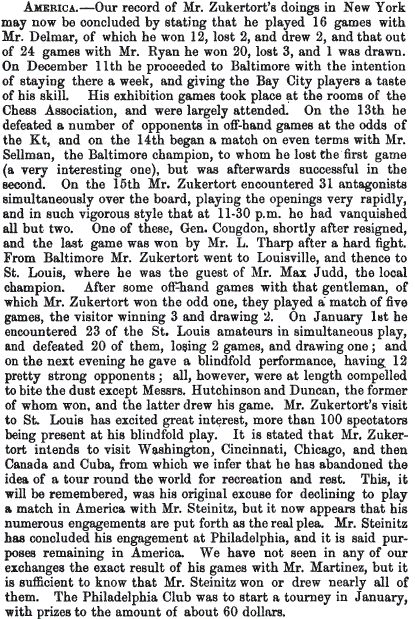 AMERICA.—Our record of Mr. Zukertort's doings in New York
may now be concluded by stating that he played 16 games with
Mr. Delmar, of which he won 12, lost 2, and drew 2, and that out
of 24 games with Mr. Ryan he won 20, lost 3, and 1 was drawn.
On December 11th he proceeded to Baltimore with the intention
of staying there a week, and giving the Bay City players a taste
of his skill. His exhibition games took place at the rooms of the
Chess Association, and were largely attended. On the 13th he
defeated a number of opponents in off-hand games at the odds of
the Kt, and on the 14th began a match on even terms with Mr.
Sellman, the Baltimore champion, to whom he lost the first game
(a very interesting one), but was afterwards successful in the
second. On the 15th Mr. Zukertort encountered 31 antagonists
simultaneously over the board, playing the openings very rapidly,
and in such vigorous style that at 11-30 p.m. he had vanquished
all but two. One of these, Gen. Congdon, shortly after resigned,
and the last game was won by Mr. L. Tharp after a hard fight.
From Baltimore Mr. Zukertort went to Louisville, and thence to
St. Louis, where he was the guest of Mr. Max Judd, the local
champion. After some off-hand games with that gentleman, of
which Mr. Zukertort won the odd one, they played a match of five
games, the visitor winning 3 and drawing 2. On January 1st he
encountered 23 of the St. Louis amateurs in simultaneous play,
and defeated 20 of them, losing 2 games, and drawing one; and
on the next evening he gave a blindfold performance, having 12
pretty strong opponents; all, however, were at length compelled
to bite the dust except Messrs. Hutchinson and Duncan, the former
of whom won, and the latter drew his game. Mr. Zukertort's visit
to St. Louis has excited great interest, more than 100 spectators
being present at his blindfold play. It is stated that Mr. Zuker-
tort intends to visit Washington, Cincinnati, Chicago, and then
Canada and Cuba, from which we infer that he has abandoned the
idea of a tour round the world for recreation and rest. This, it
will be remembered, was his original excuse for declining to play
a match in America with Mr. Steinitz, but it now appears that his
numerous engagements are put forth as the real plea. Mr. Steinitz
has concluded his engagement at Philadelphia, and it is said pur-
poses remaining in America. We have not seen in any of our
exchanges the exact result of his games with Mr. Martinez, but it
is sufficient to know that Mr. Steinitz won or drew nearly all of
them. The Philadelphia Club was to start a tourney in January,
with prizes to the amount of about 60 dollars.